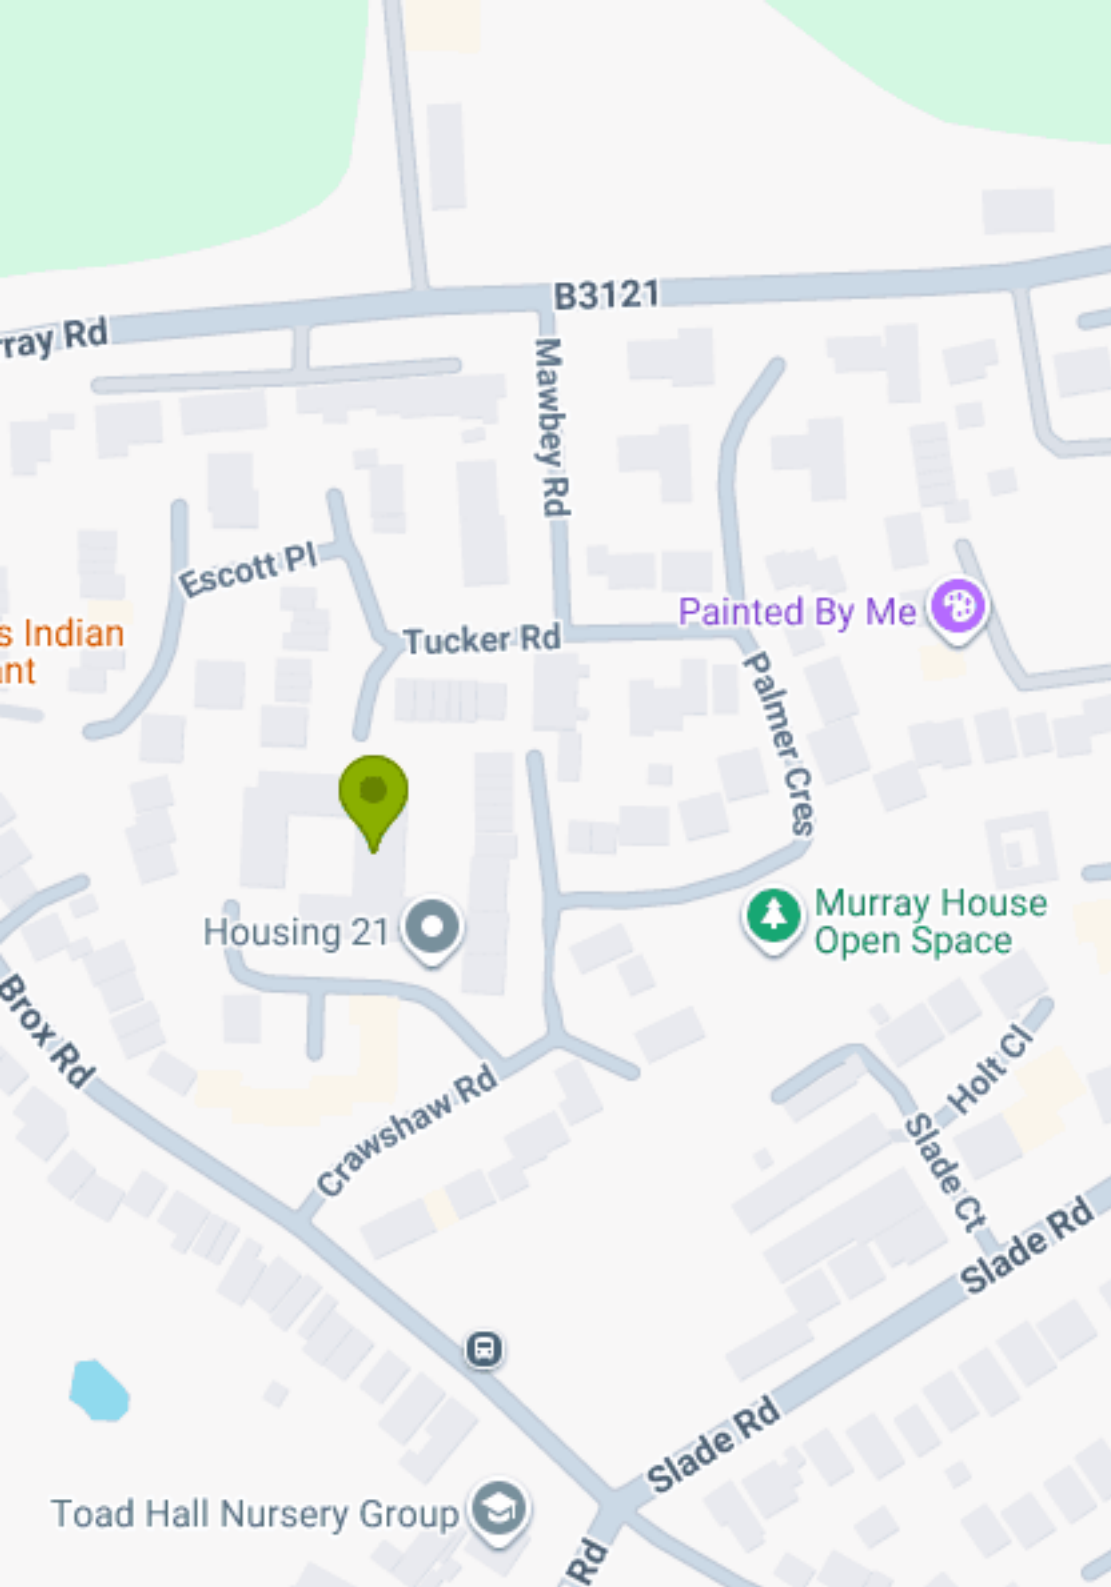 B3121
rray Rd
Mawbey Rd
Escott Pl
Painted By Me
s Indian
ant
Tucker Rd
Palmer Cres
Murray House
Open Space
Housing 21
Brox Rd
Holt Cl
Crawshaw Rd
Slade Ct
Slade Rd
Slade Rd
Toad Hall Nursery Group
Rd